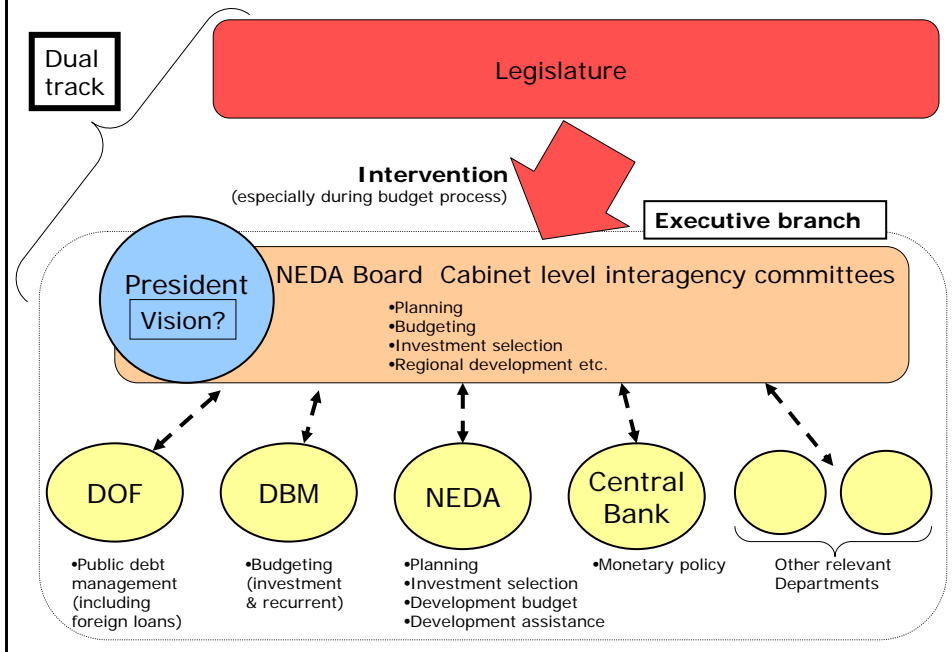 Dual
track
Legislature
Intervention
(especially during budget process)
Executive branch
President
Vision?
NEDA Board  Cabinet level interagency committees
•Planning
•Budgeting
•Investment selection
•Regional development etc.
DOF
DBM
NEDA
Central
Bank
•Public debt
management
(including
foreign loans)
•Budgeting
(investment
& recurrent)
•Planning
•Investment selection
•Development budget
•Development assistance
•Monetary policy
Other relevant
Departments